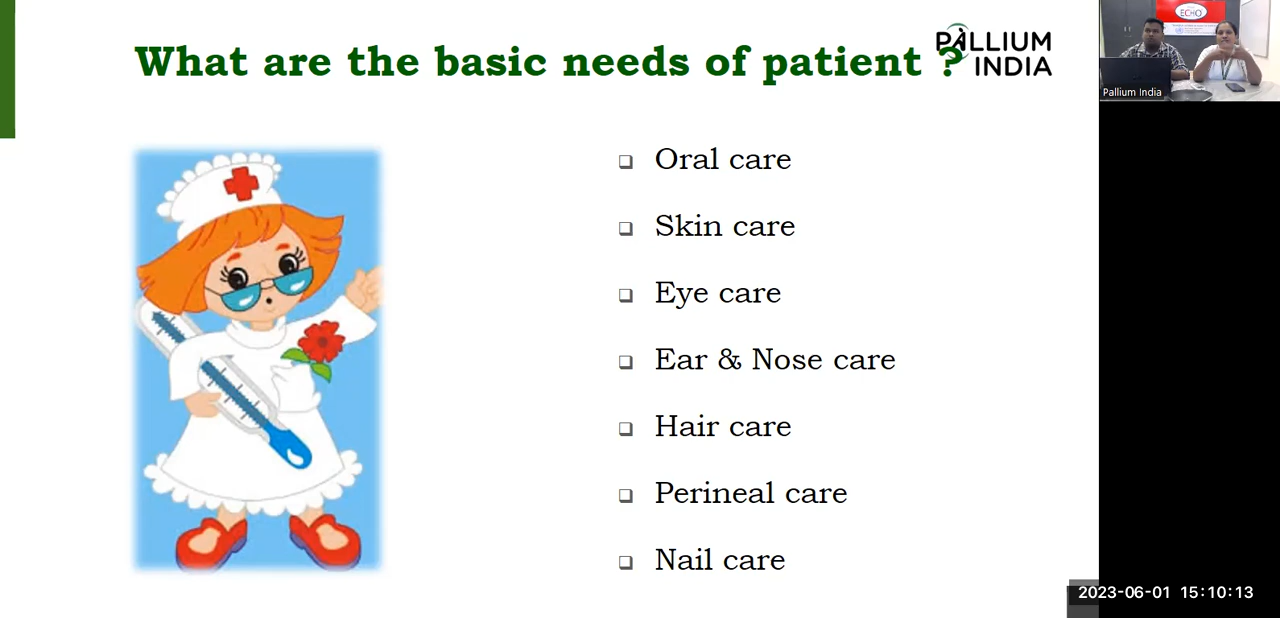 What are the basic needs of patient ?
PALLIUM
INDIA
Oral care
Skin care
Eye care
Ear & Nose care
Hair care
Perineal care
Nail care
ECHO
Pallium India
2023-06-01 15:10:13